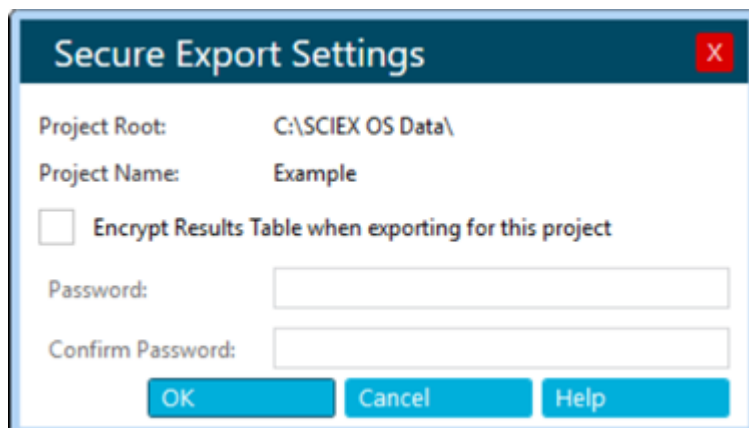 Secure Export Settings X
Project Root: C:\SCIEX OS Data\
Project Name: Example
Encrypt Results Table when exporting for this project
Password:
Confirm Password:
OK Cancel Help